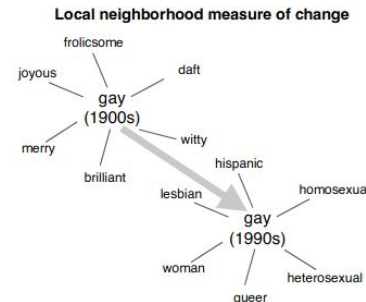 Local neighborhood measure of change
frolicsome
joyous
daft
gay
(1900s)
merry
witty
brilliant
hispanic
lesbian
homosexual
gay
(1990s)
woman
heterosexual
queer